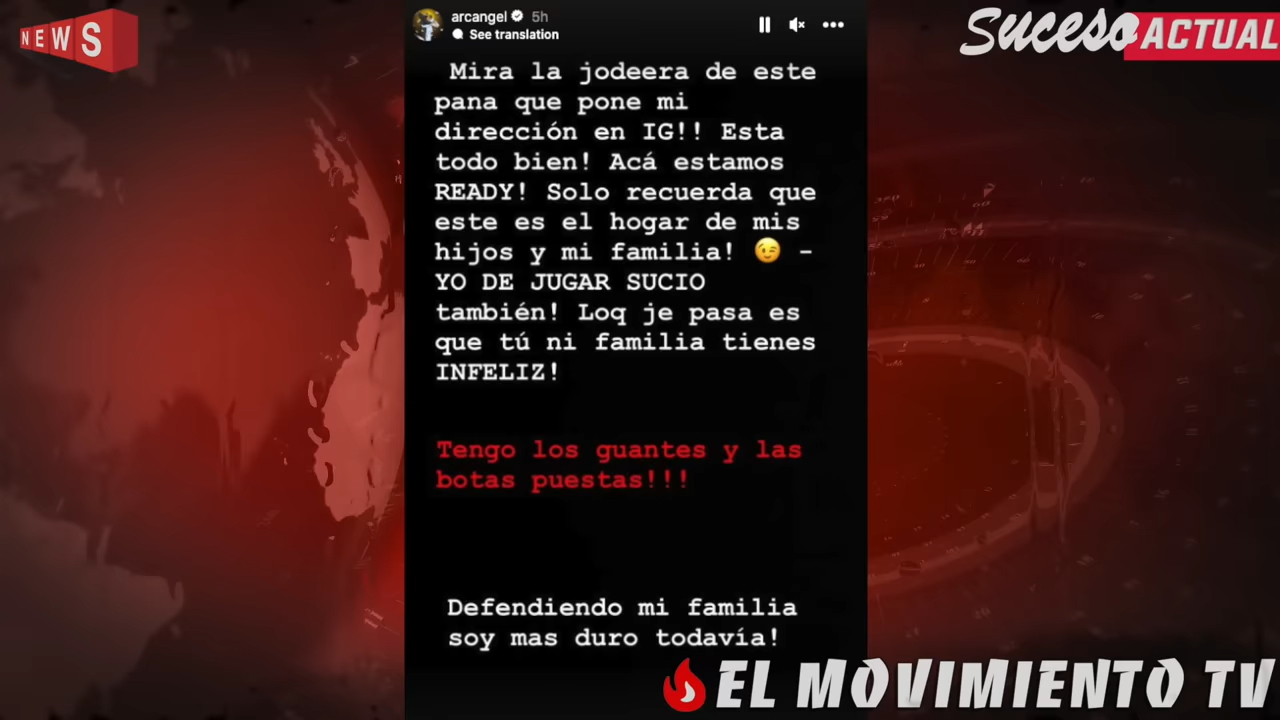 NEWS
arcangel 5h
See translation
Suceso ACTUAL
Mira la jodeera de este
pana que pone mi
dirección en IG!! Esta
todo bien! Acá estamos
READY! Solo recuerda que
este es el hogar de mis
hijos y mi familia! 😉 -
YO DE JUGAR SUCIO
también! Loq je pasa es
que tú ni familia tienes
INFELIZ!
Tengo los guantes y las
botas puestas!!!
Defendiendo mi familia
soy mas duro todavía!
EL MOVIMIENTO TV